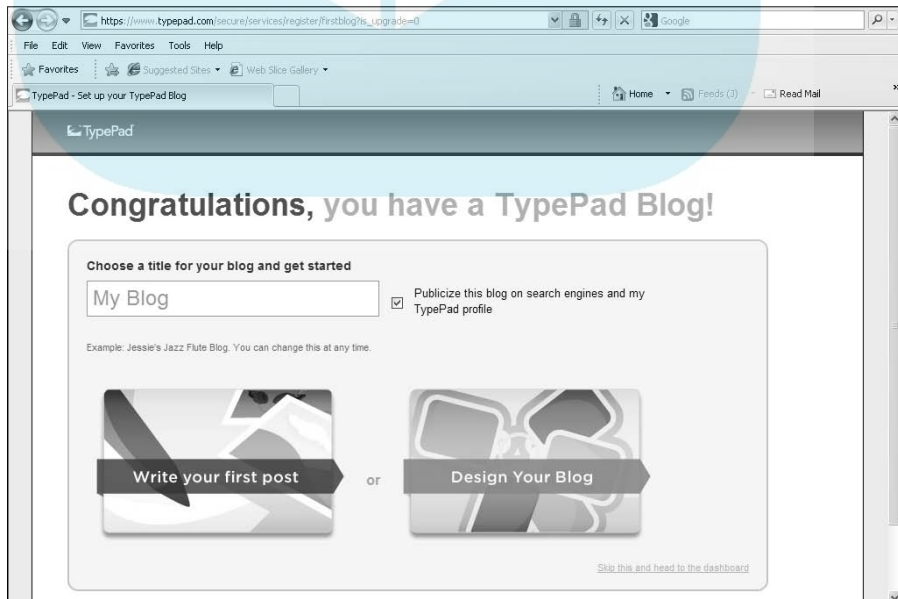 https://www.typepad.com/secure/services/register/firstblog?is_upgrade=0
Google
File Edit View Favorites Tools Help
Favorites Suggested Sites Web Slice Gallery
TypePad - Set up your TypePad Blog
Home Feeds (3) Read Mail »
TypePad
Congratulations, you have a TypePad Blog!
Choose a title for your blog and get started
My Blog
Publicize this blog on search engines and my
TypePad profile
Example: Jessie's Jazz Flute Blog. You can change this at any time.
Write your first post or Design Your Blog
Skip this and head to the dashboard